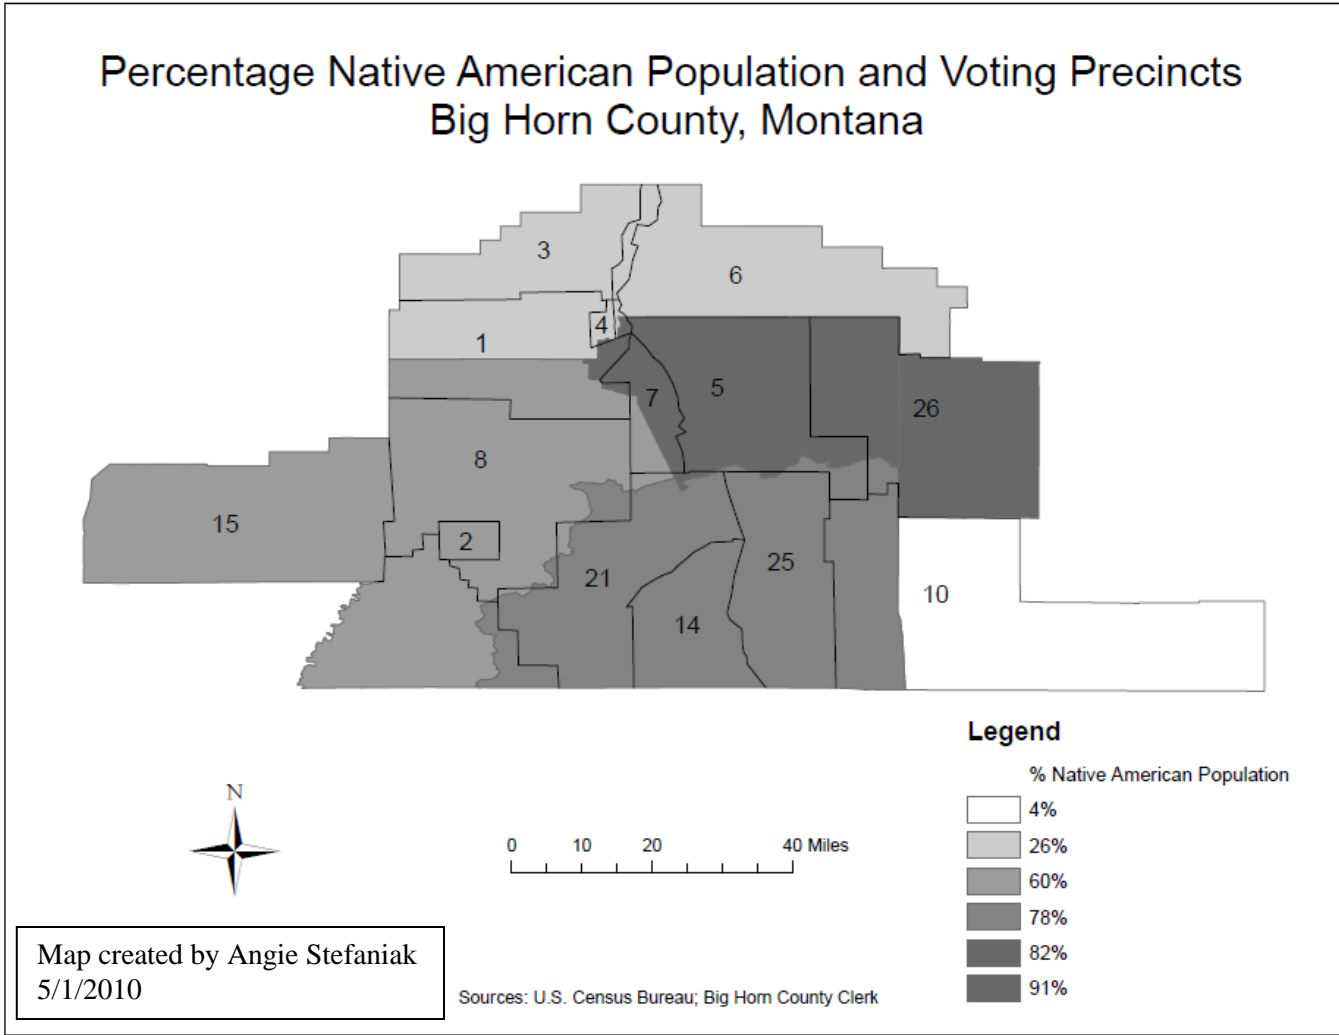 Percentage Native American Population and Voting Precincts
Big Horn County, Montana
3
6
4
1
5
7
26
8
15
2
21
25
14
10
Legend
% Native American Population
4%
26%
60%
78%
82%
91%
N
0 10 20 40 Miles
Map created by Angie Stefaniak
5/1/2010
Sources: U.S. Census Bureau; Big Horn County Clerk